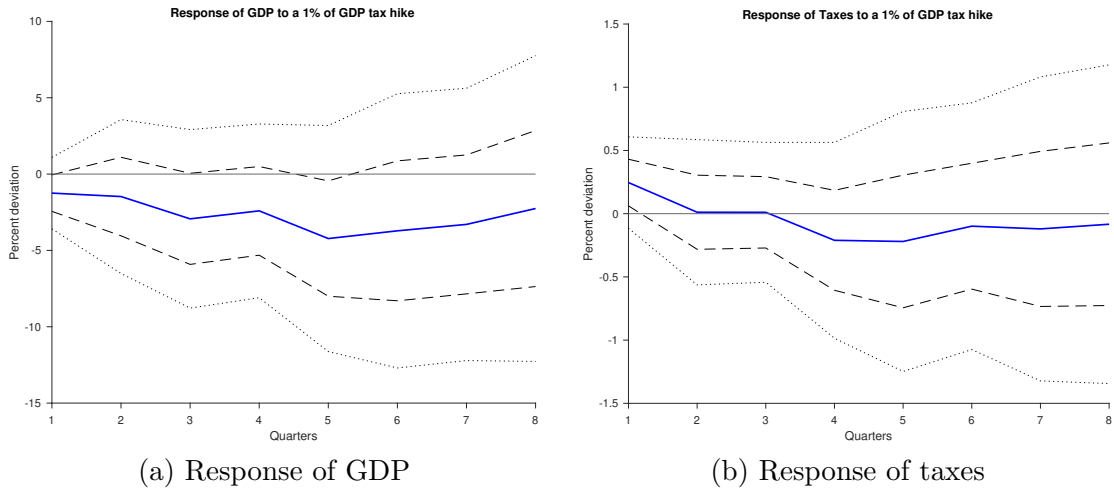 Response of GDP to a 1% of GDP tax hike
10
5
0
-5
-10
-15
Percent deviation
1 2 3 4 5 6 7 8
Quarters
(a) Response of GDP
Response of Taxes to a 1% of GDP tax hike
1.5
1
0.5
0
-0.5
-1
-1.5
Percent deviation
1 2 3 4 5 6 7 8
Quarters
(b) Response of taxes